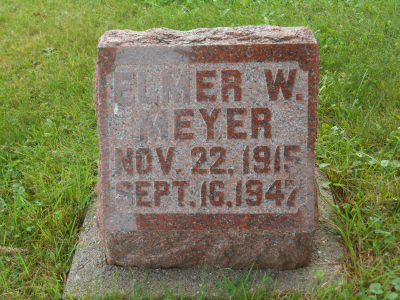 ELMER W.
MEYER
NOV. 22, 1915
SEPT. 16, 1947